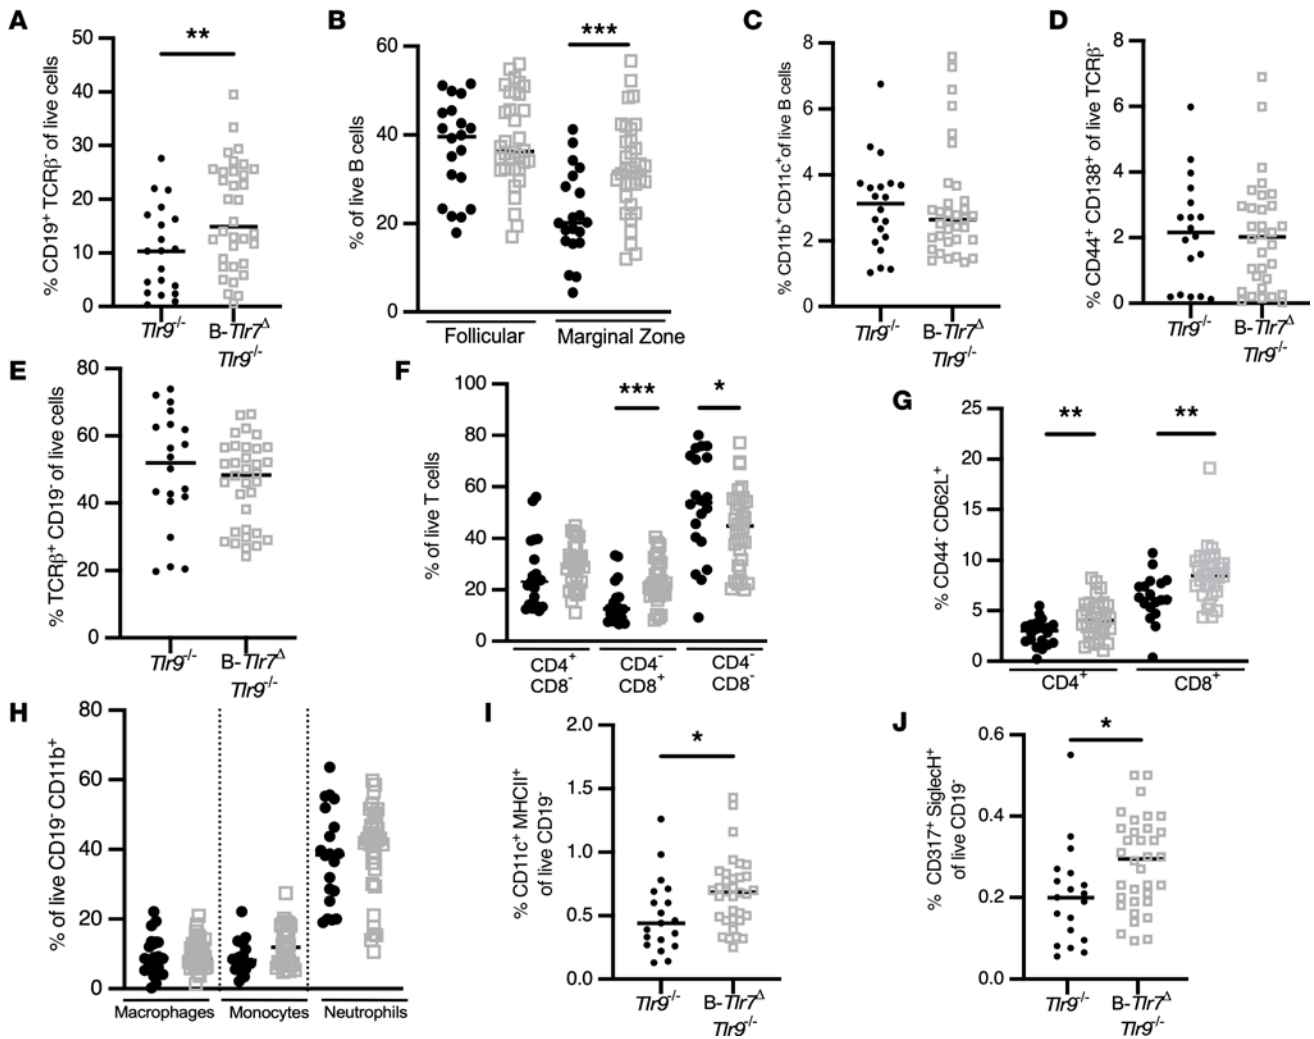 A
% CD19⁺ TCRβ⁻ of live cells
50
40
30
20
10
0
**
Tlr9⁻/⁻
B-Tlr7Δ
Tlr9⁻/⁻
B
% of live B cells
60
40
20
0
***
Follicular
Marginal Zone
C
% CD11b⁺ CD11c⁺ of live B cells
8
6
4
2
0
Tlr9⁻/⁻
B-Tlr7Δ
Tlr9⁻/⁻
D
% CD44⁺ CD138⁺ of live TCRβ⁻
8
6
4
2
0
Tlr9⁻/⁻
B-Tlr7Δ
Tlr9⁻/⁻
E
% TCRβ⁺ CD19⁻ of live cells
80
60
40
20
0
Tlr9⁻/⁻
B-Tlr7Δ
Tlr9⁻/⁻
F
% of live T cells
100
80
60
40
20
0
***
*
CD4⁺ CD4⁻ CD4⁻
CD8⁻ CD8⁺ CD8⁻
G
% CD44⁻ CD62L⁺
25
20
15
10
5
0
**
**
CD4⁺
CD8⁺
H
% of live CD19⁻ CD11b⁺
80
60
40
20
0
Macrophages
Monocytes
Neutrophils
I
% CD11c⁺ MHCII⁺
of live CD19⁻
2.0
1.5
1.0
0.5
0.0
*
Tlr9⁻/⁻
B-Tlr7Δ
Tlr9⁻/⁻
J
% CD317⁺ SiglecH⁺
of live CD19⁻
0.6
0.4
0.2
0.0
*
Tlr9⁻/⁻
B-Tlr7Δ
Tlr9⁻/⁻